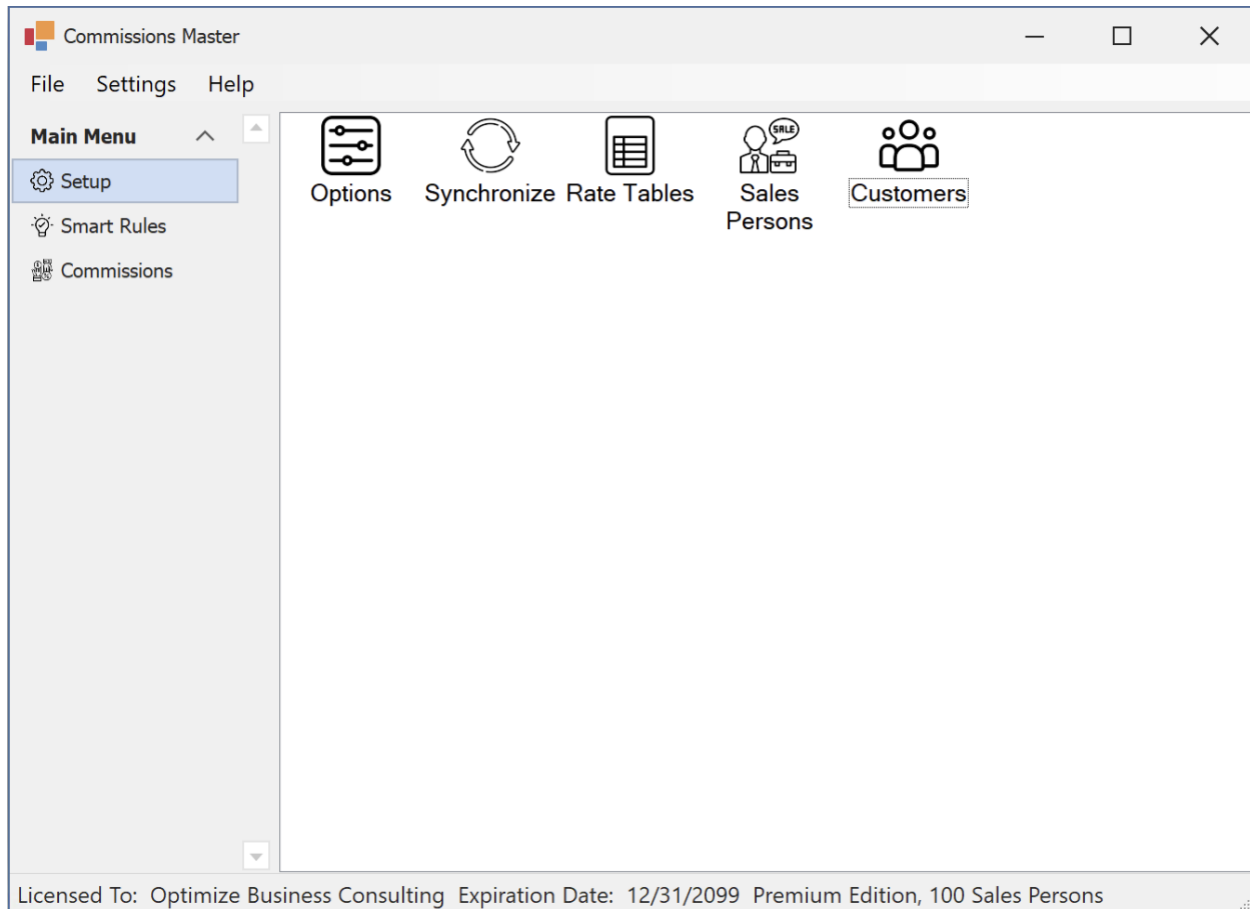 Commissions Master
File Settings Help
Main Menu
Setup
Smart Rules
Commissions
Options
Synchronize
Rate Tables
SALE
Sales
Persons
Customers
Licensed To: Optimize Business Consulting Expiration Date: 12/31/2099 Premium Edition, 100 Sales Persons